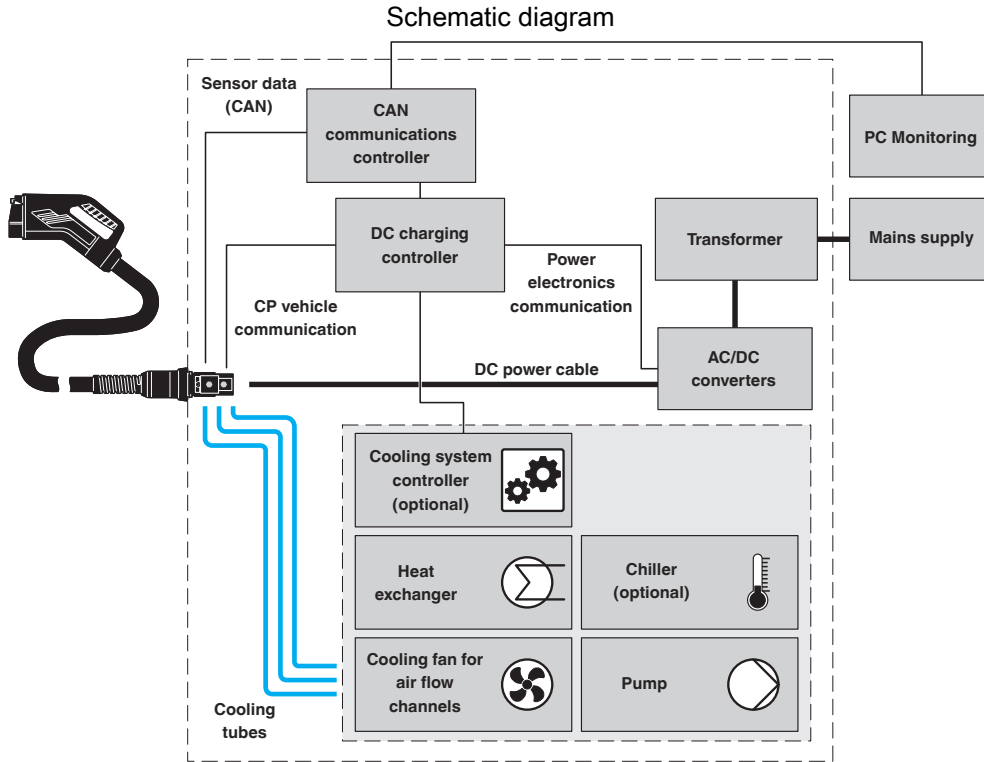 Schematic diagram
Sensor data
(CAN)
CAN
communications
controller
PC Monitoring
DC charging
controller
Transformer
Mains supply
Power
electronics
communication
CP vehicle
communication
DC power cable
AC/DC
converters
Cooling system
controller
(optional)
Heat
exchanger
Chiller
(optional)
Cooling fan for
air flow
channels
Pump
Cooling
tubes